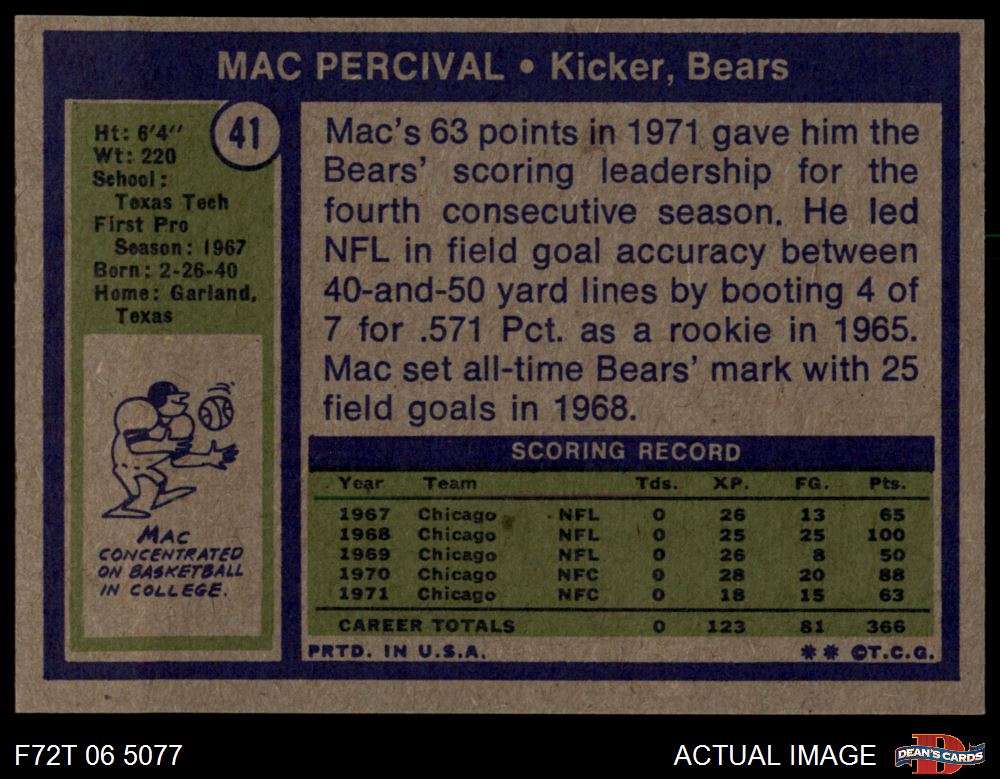 MAC PERCIVAL • Kicker, Bears
41
Ht: 6'4''
Wt: 220
School:
Texas Tech
First Pro
Season: 1967
Born: 2-26-40
Home: Garland,
Texas
MAC
CONCENTRATED
ON BASKETBALL
IN COLLEGE.
Mac's 63 points in 1971 gave him the
Bears' scoring leadership for the
fourth consecutive season. He led
NFL in field goal accuracy between
40-and-50 yard lines by booting 4 of
7 for .571 Pct. as a rookie in 1965.
Mac set all-time Bears' mark with 25
field goals in 1968.
SCORING RECORD
Year Team Tds. XP. FG. Pts.
1967 Chicago NFL 0 26 13 65
1968 Chicago NFL 0 25 25 100
1969 Chicago NFL 0 26 8 50
1970 Chicago NFC 0 28 20 88
1971 Chicago NFC 0 18 15 63
CAREER TOTALS 0 123 81 366
PRTD. IN U.S.A. ** ©T.C.G.
F72T 06 5077
ACTUAL IMAGE
D
DEAN'S CARDS